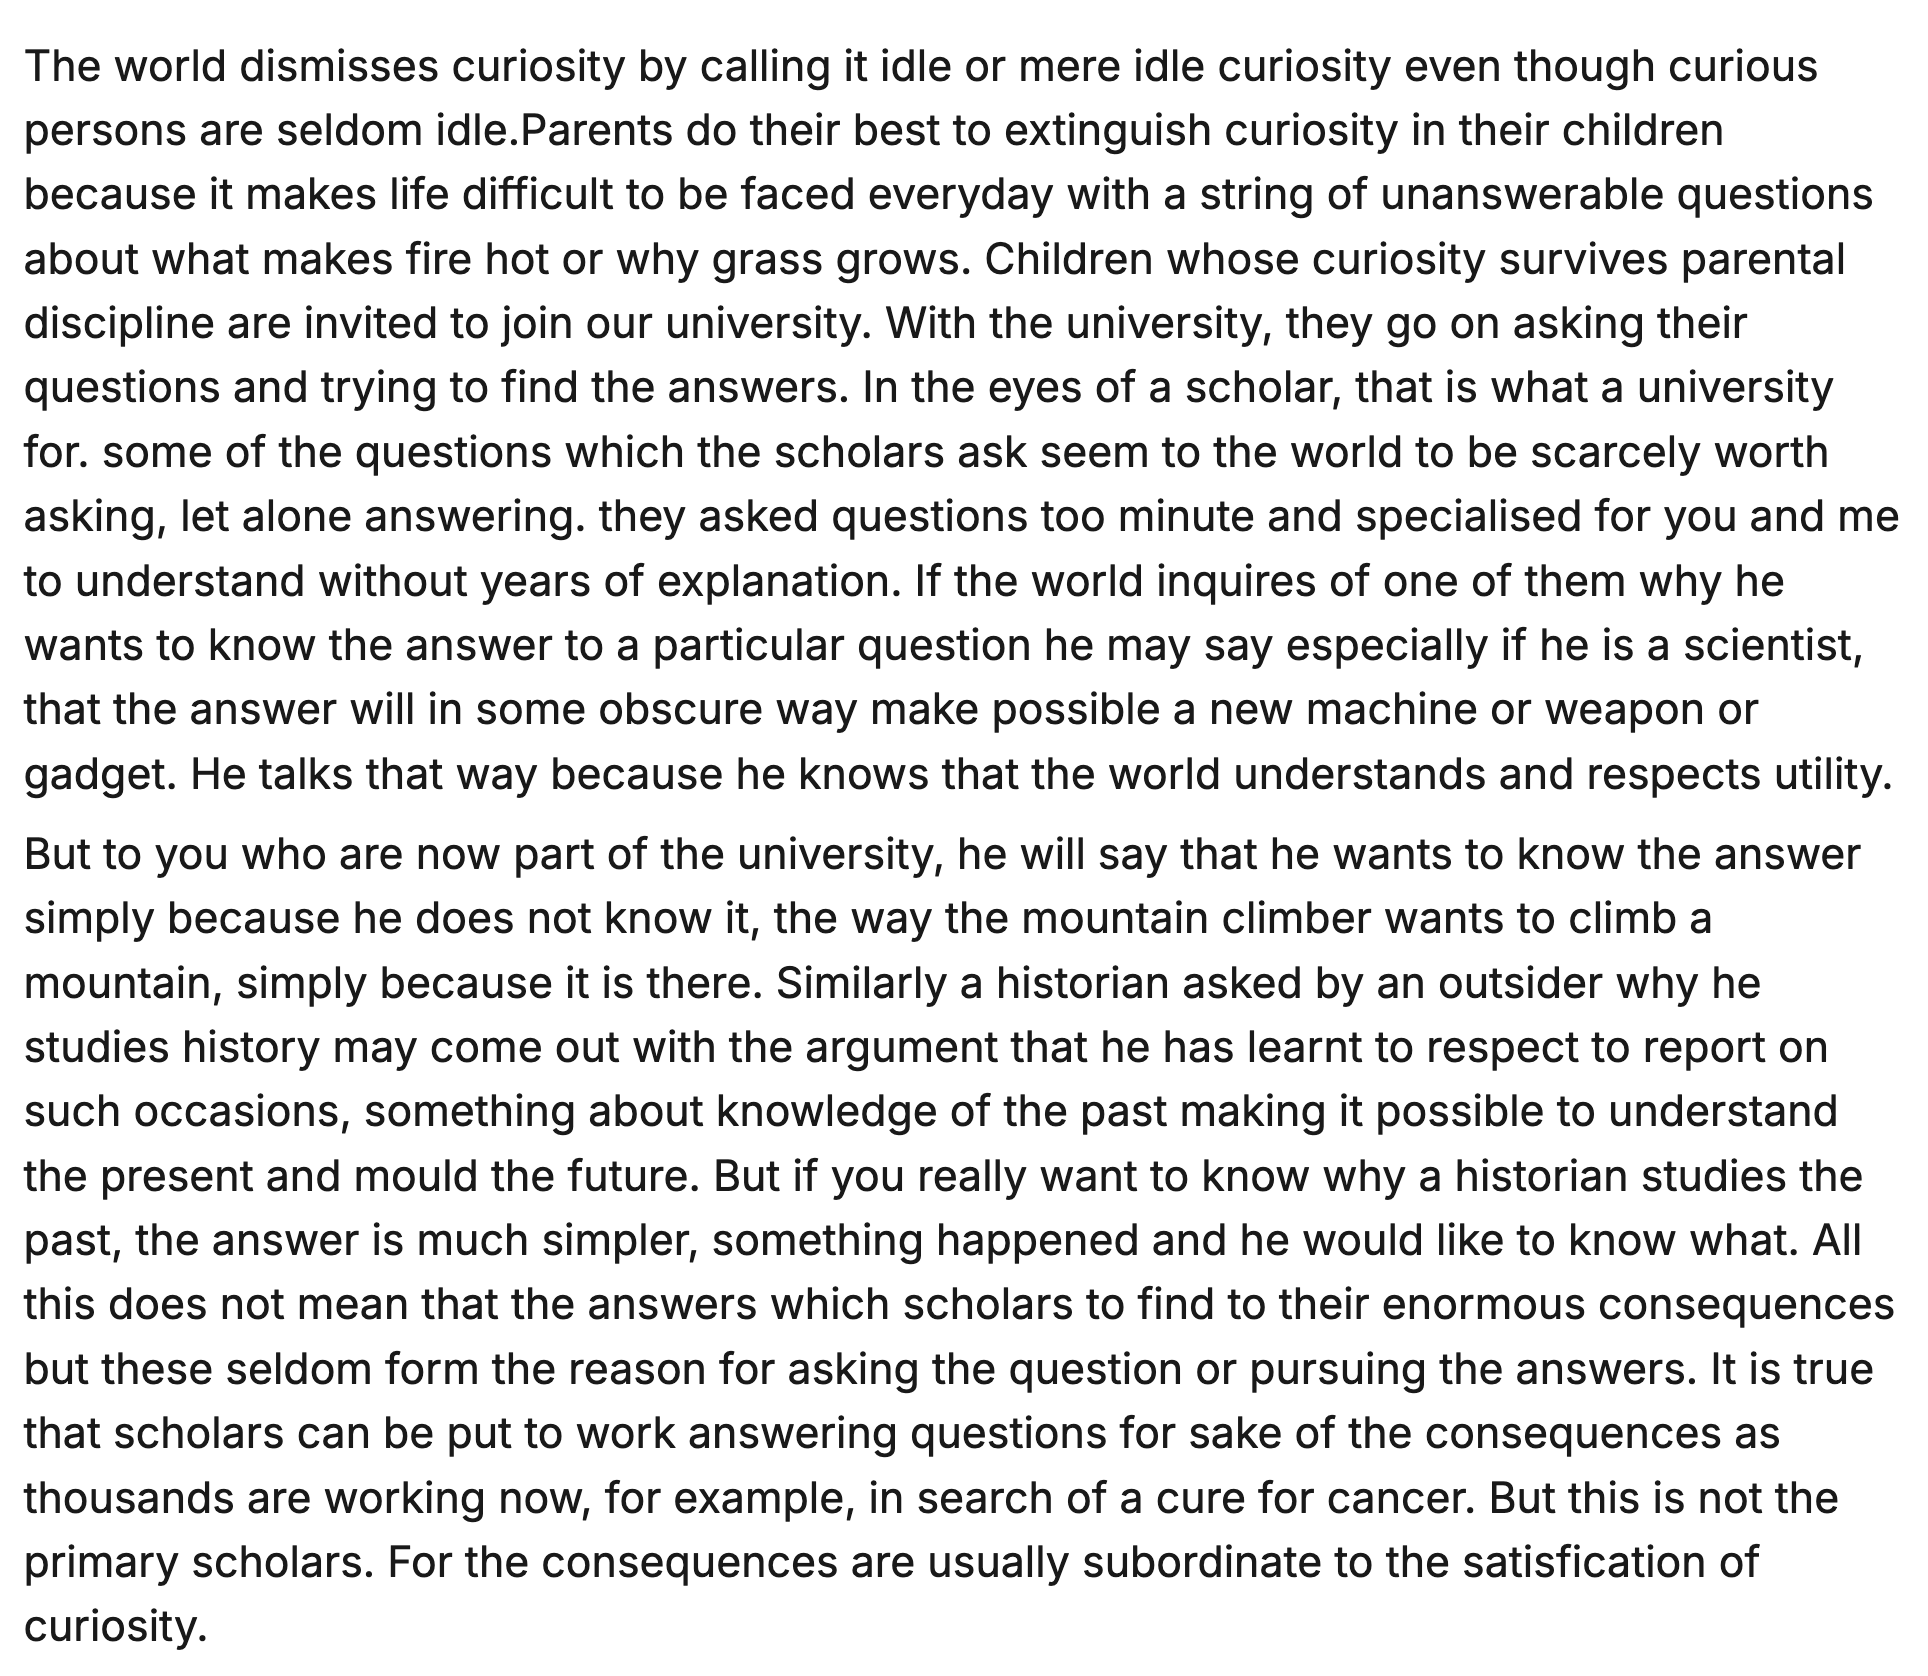 The world dismisses curiosity by calling it idle or mere idle curiosity even though curious
persons are seldom idle.Parents do their best to extinguish curiosity in their children
because it makes life difficult to be faced everyday with a string of unanswerable questions
about what makes fire hot or why grass grows. Children whose curiosity survives parental
discipline are invited to join our university. With the university, they go on asking their
questions and trying to find the answers. In the eyes of a scholar, that is what a university
for. some of the questions which the scholars ask seem to the world to be scarcely worth
asking, let alone answering. they asked questions too minute and specialised for you and me
to understand without years of explanation. If the world inquires of one of them why he
wants to know the answer to a particular question he may say especially if he is a scientist,
that the answer will in some obscure way make possible a new machine or weapon or
gadget. He talks that way because he knows that the world understands and respects utility.
But to you who are now part of the university, he will say that he wants to know the answer
simply because he does not know it, the way the mountain climber wants to climb a
mountain, simply because it is there. Similarly a historian asked by an outsider why he
studies history may come out with the argument that he has learnt to respect to report on
such occasions, something about knowledge of the past making it possible to understand
the present and mould the future. But if you really want to know why a historian studies the
past, the answer is much simpler, something happened and he would like to know what. All
this does not mean that the answers which scholars to find to their enormous consequences
but these seldom form the reason for asking the question or pursuing the answers. It is true
that scholars can be put to work answering questions for sake of the consequences as
thousands are working now, for example, in search of a cure for cancer. But this is not the
primary scholars. For the consequences are usually subordinate to the satisfication of
curiosity.